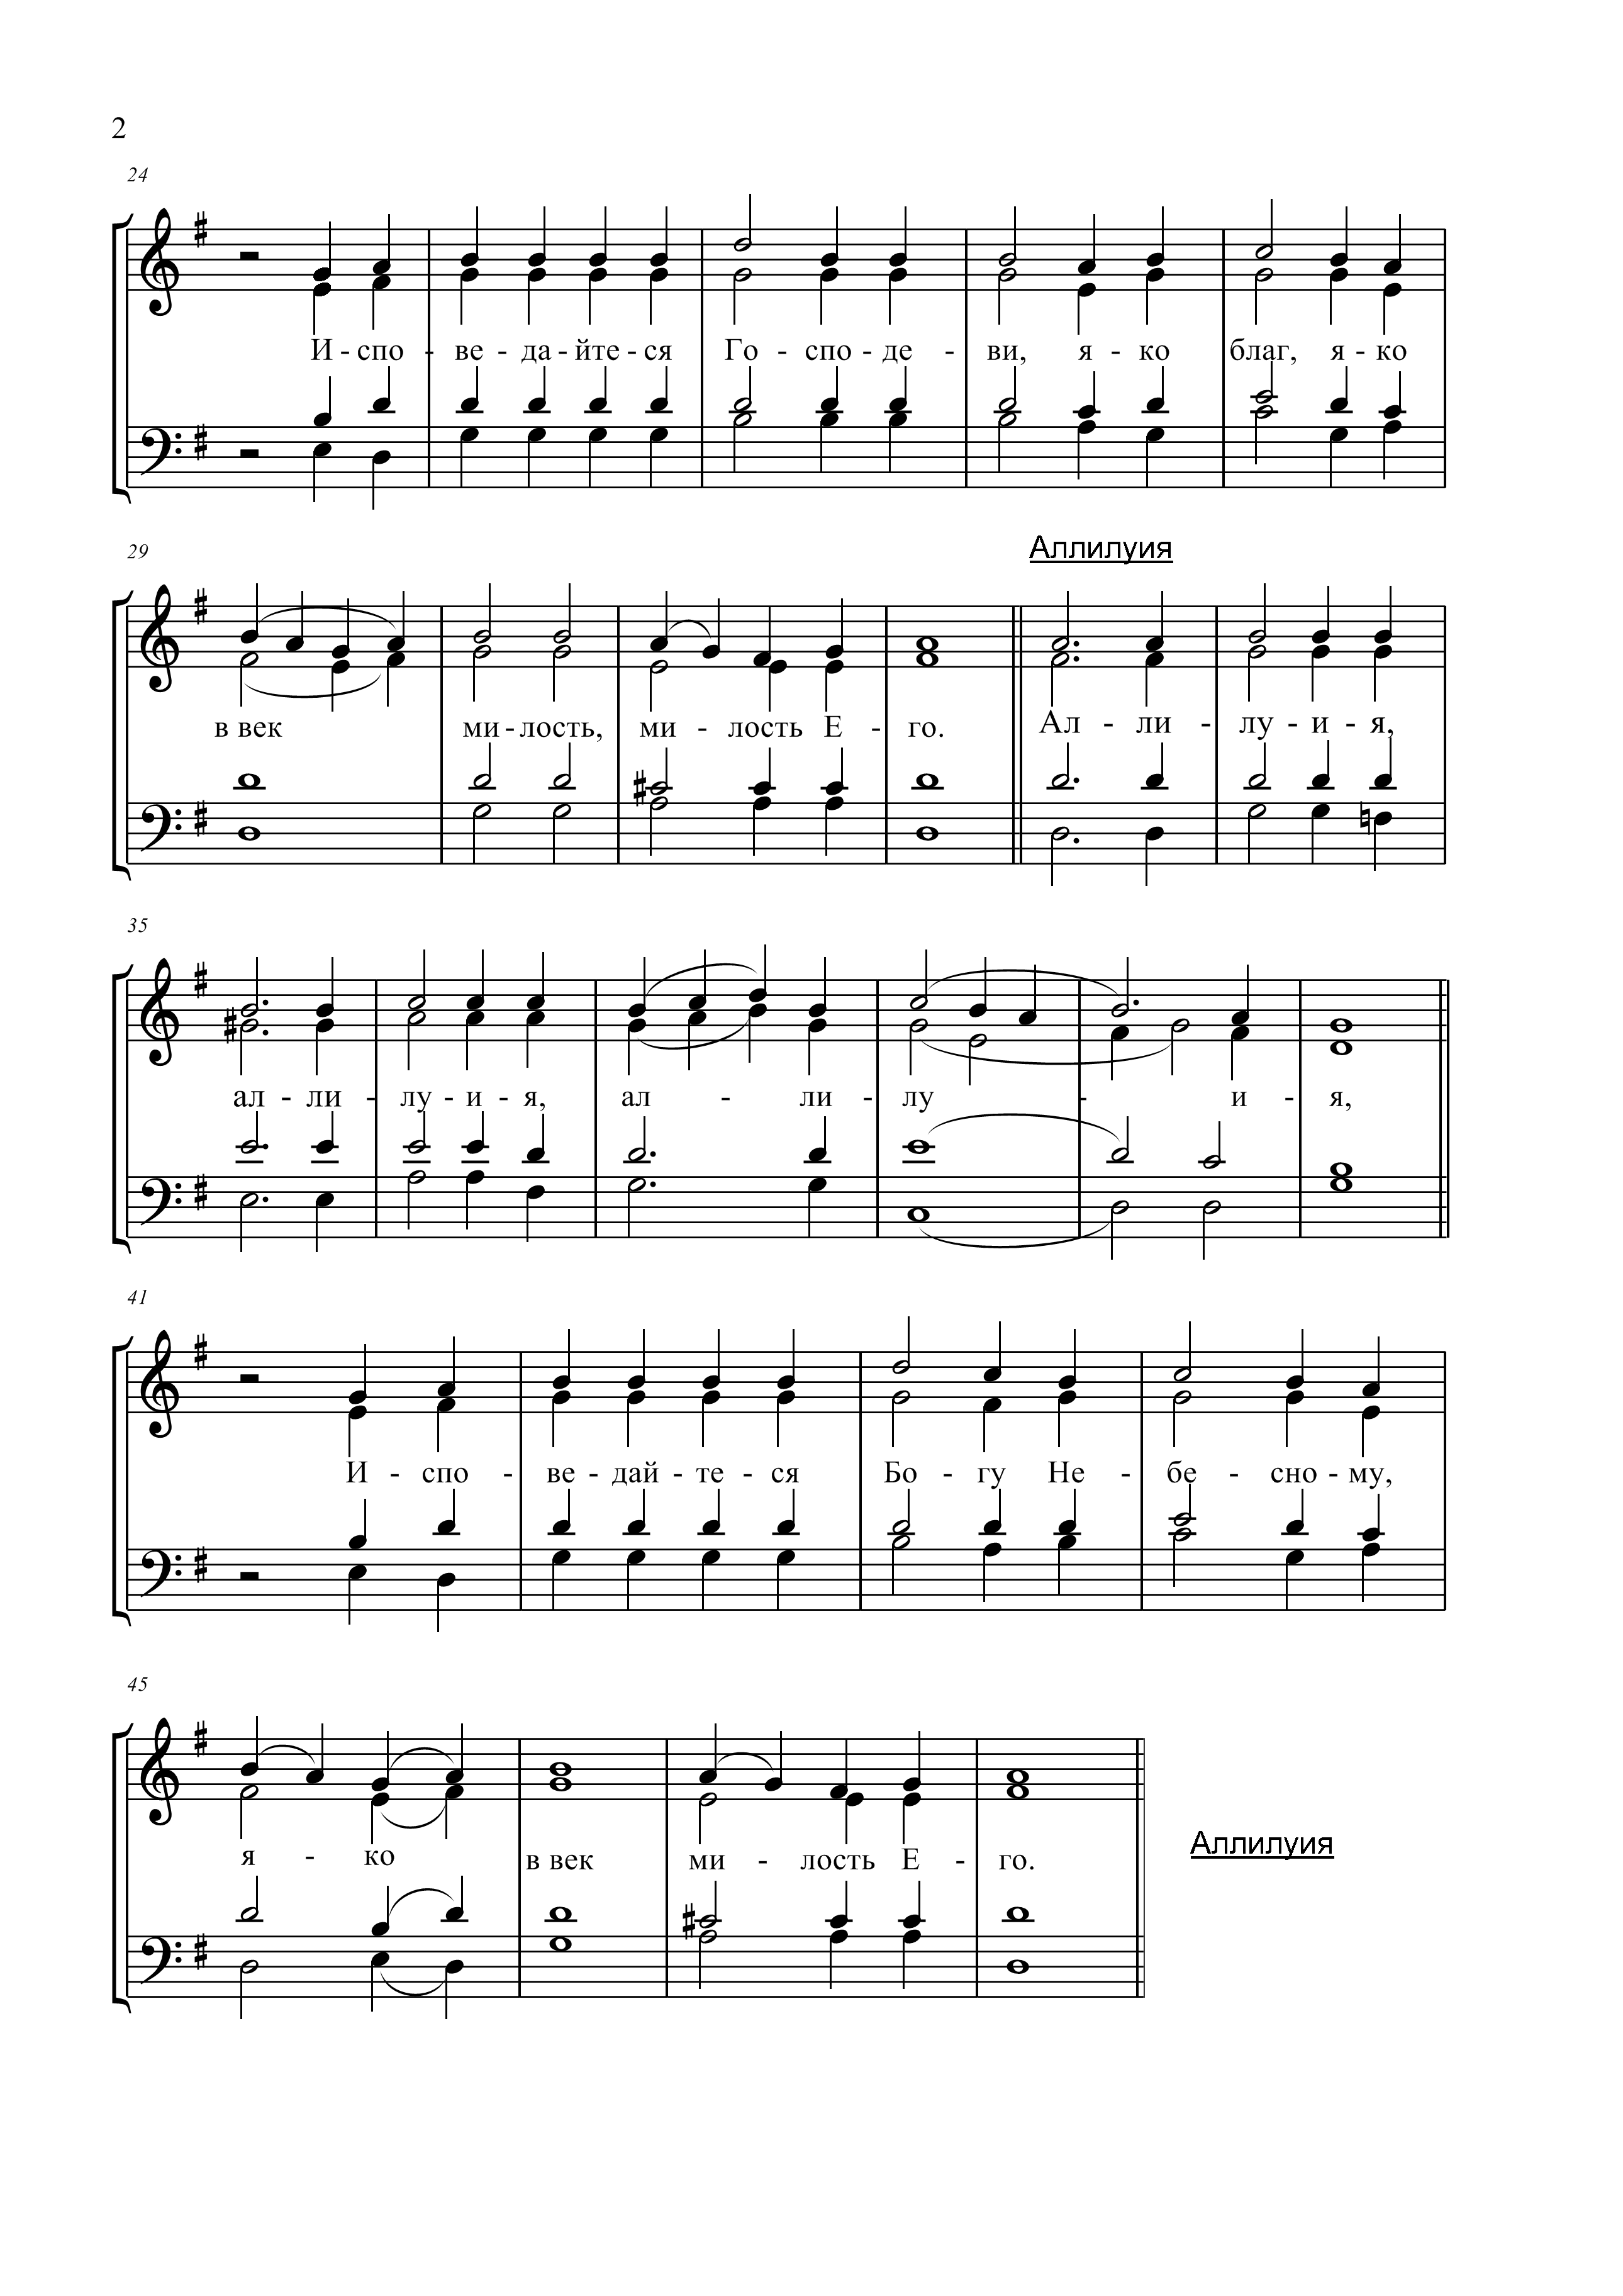 2
24
И - спо - ве - да - йте - ся Го - спо - де - ви, я - ко благ, я - ко
29
Аллилуия
в век ми - лость, ми - лость Е - го. Ал - ли - лу - и - я,
35
ал - ли - лу - и - я, ал - ли - лу - и - я,
41
И - спо - ве - дай - те - ся Бо - гу Не - бе - сно - му,
45
я - ко в век ми - лость Е - го.
Аллилуия